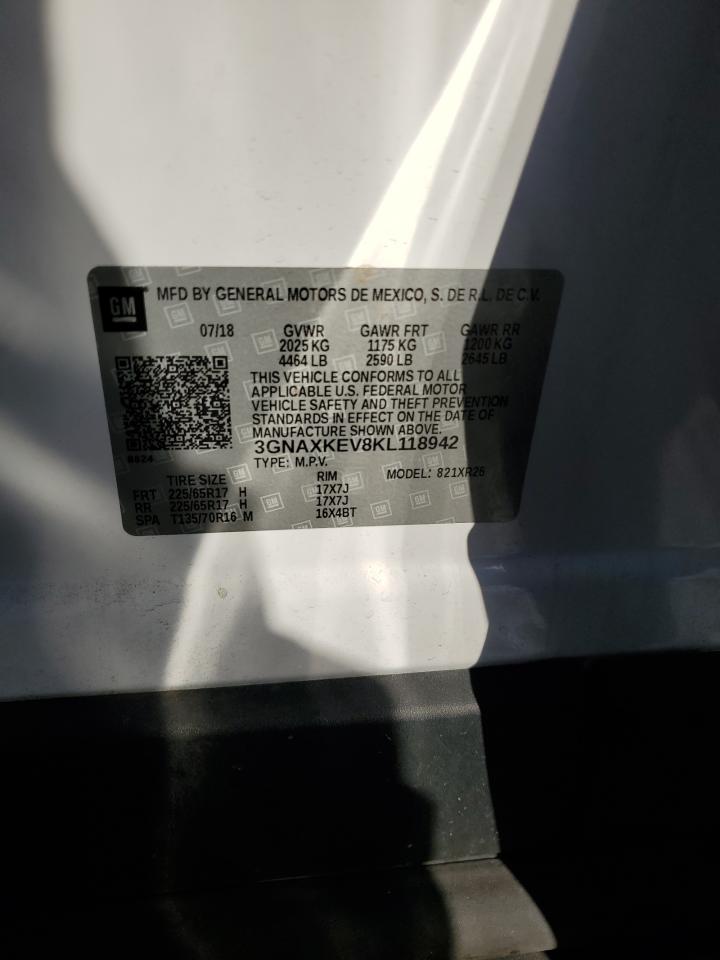 GM MFD BY GENERAL MOTORS DE MEXICO, S. DE R.L. DE C.V.
07/18 GVWR GAWR FRT GAWR RR
2025 KG 1175 KG 1200 KG
4464 LB 2590 LB 2645 LB
THIS VEHICLE CONFORMS TO ALL
APPLICABLE U.S. FEDERAL MOTOR
VEHICLE SAFETY AND THEFT PREVENTION
STANDARDS IN EFFECT ON THE DATE OF
MANUFACTURE SHOWN ABOVE.
3GNAXKEV8KL118942
8624
TYPE: M.P.V. MODEL: 821XR26
TIRE SIZE RIM
FRT 225/65R17 H 17X7J
RR 225/65R17 H 17X7J
SPA T135/70R16 M 16X4BT